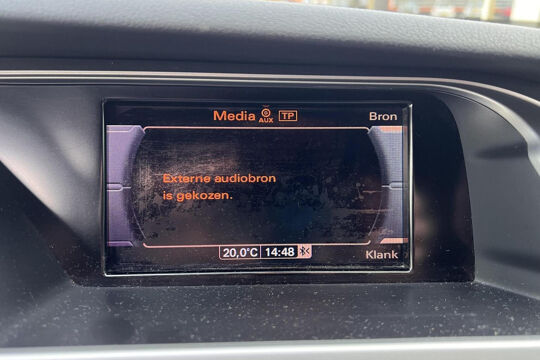 Media AUX TP Bron
Externe audiobron
is gekozen.
20,0°C 14:48
Klank